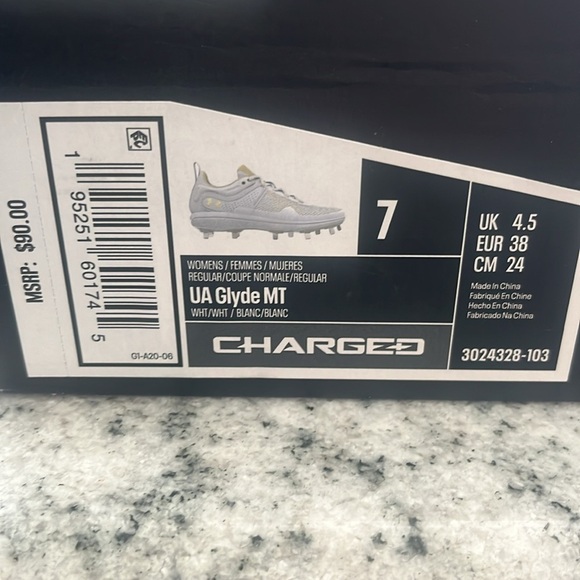 MSRP: $90.00
1 95251 60174 5
G1-A20-06
7
WOMENS / FEMMES / MUJERES
REGULAR/COUPE NORMALE/REGULAR
UA Glyde MT
WHT/WHT / BLANC/BLANC
CHARGED
UK 4.5
EUR 38
CM 24
Made In China
Fabriqué En Chine
Hecho En China
Fabricado Na China
3024328-103